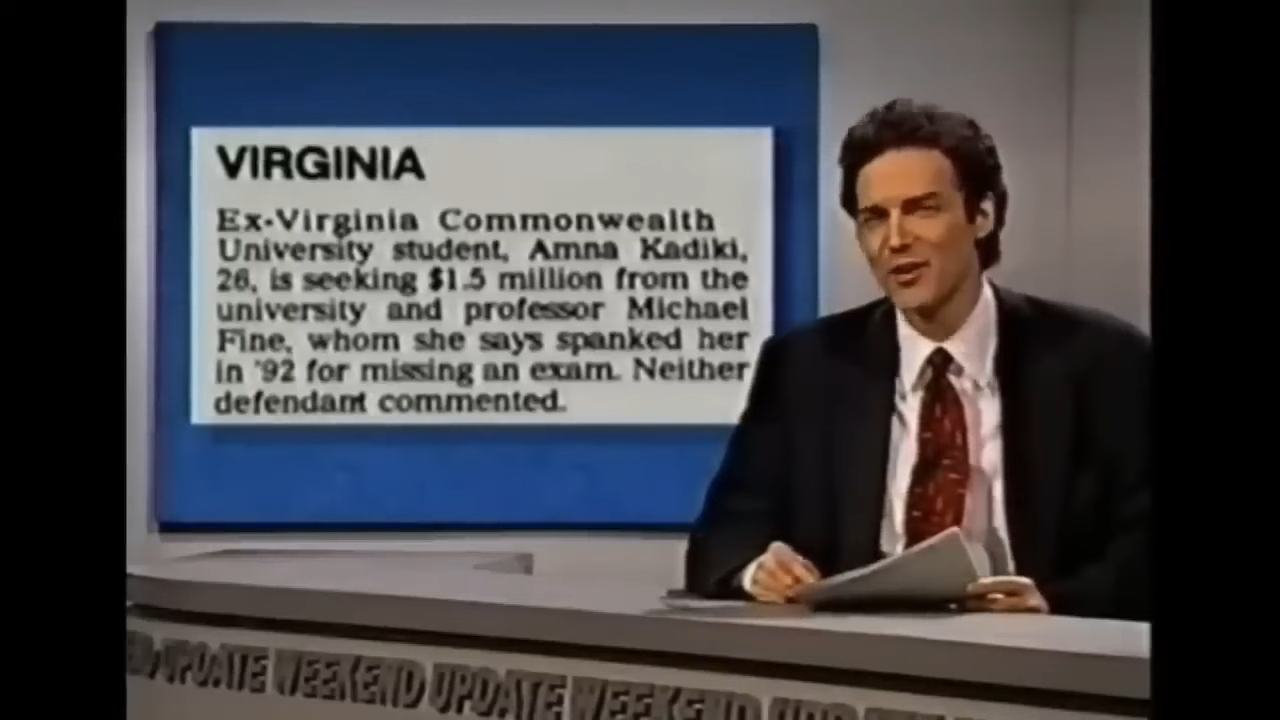 VIRGINIA
Ex-Virginia Commonwealth
University student, Amna Kadiki,
26, is seeking $1.5 million from the
university and professor Michael
Fine, whom she says spanked her
in '92 for missing an exam. Neither
defendant commented.
UPDATE WEEKEND UPDATE WEEKEND